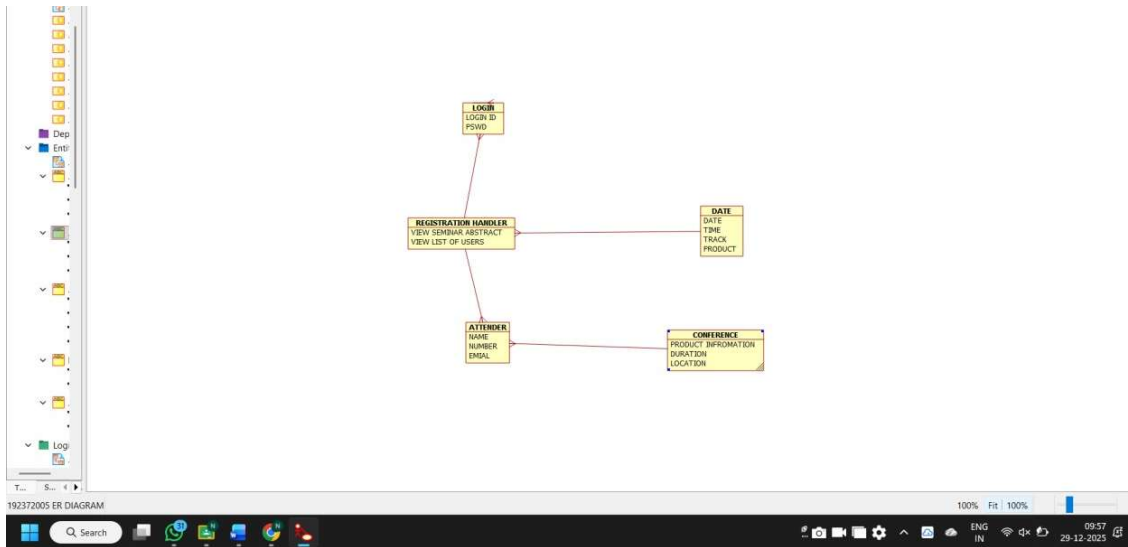 LOGIN
LOGIN ID
PSWD
Dep
Enti
REGISTRATION HANDLER
VIEW SEMINAR ABSTRACT
VIEW LIST OF USERS
DATE
DATE
TIME
TRACK
PRODUCT
ATTENDER
NAME
NUMBER
EMIAL
CONFERENCE
PRODUCT INFROMATION
DURATION
LOCATION
Logi
T... S...
192372005 ER DIAGRAM
100% Fit 100%
Search
ENG
IN
09:57
29-12-2025